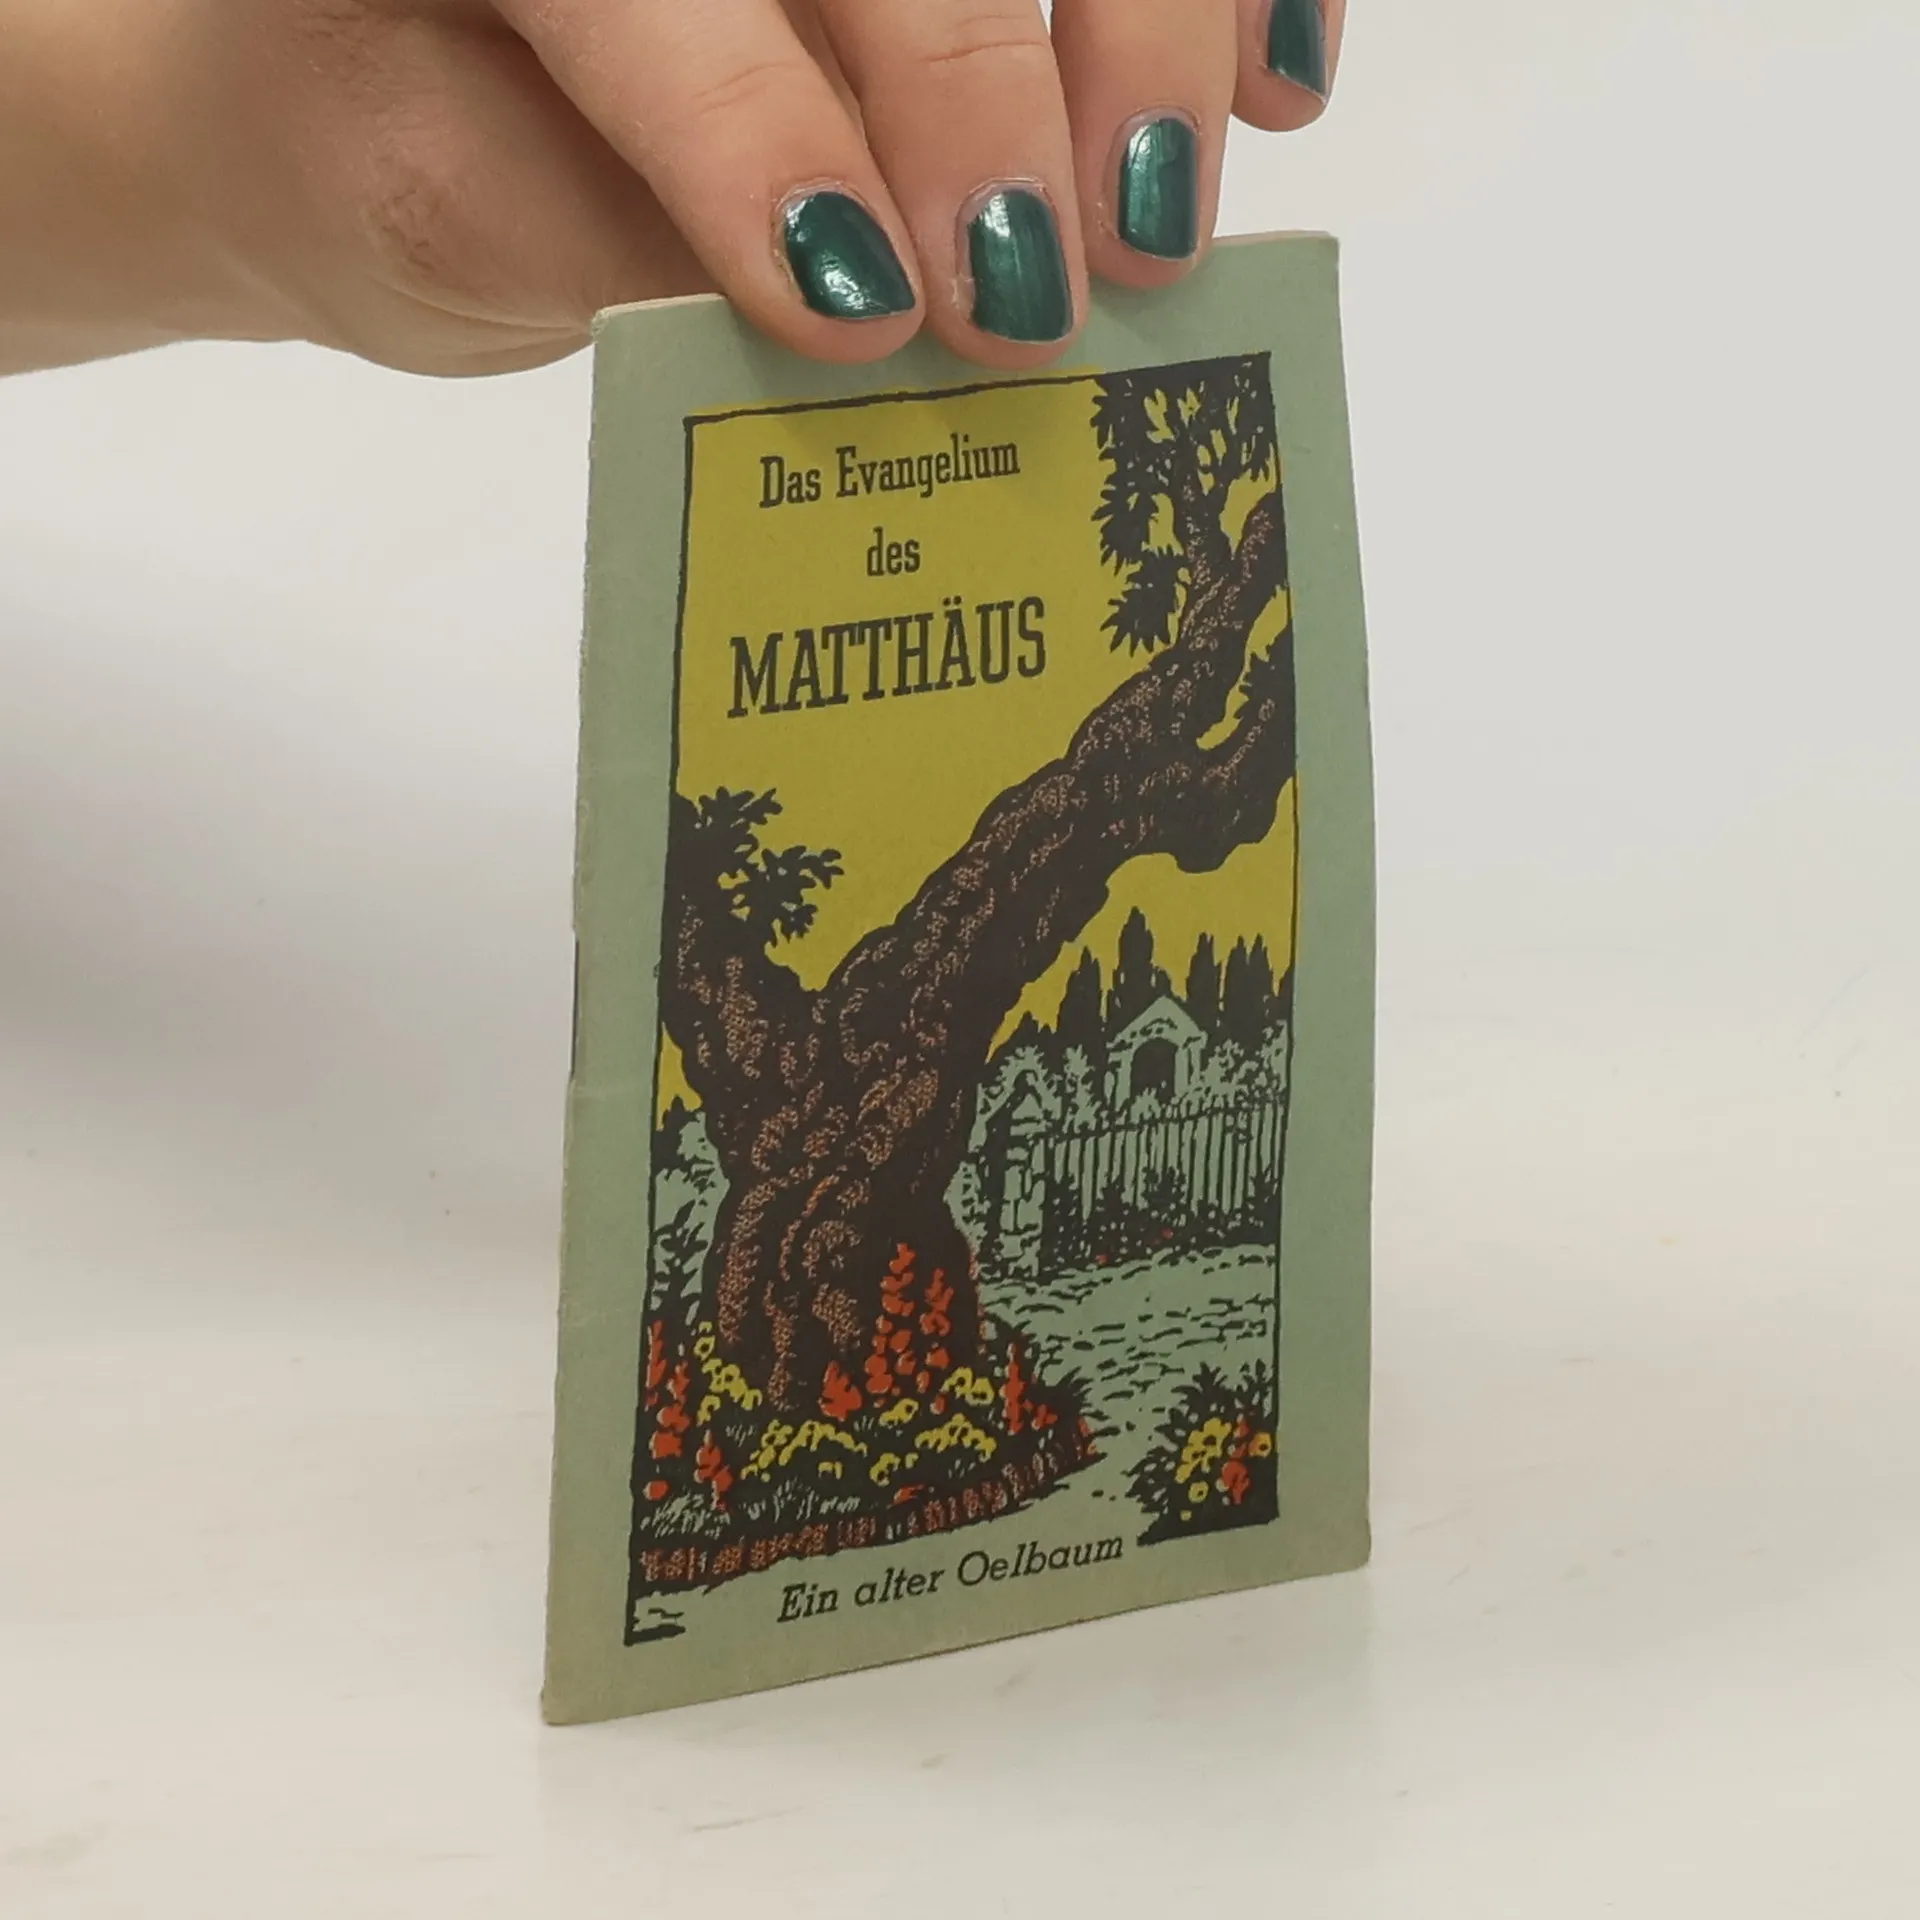 Das Evangelium
des
MATTHÄUS
Ein alter Oelbaum